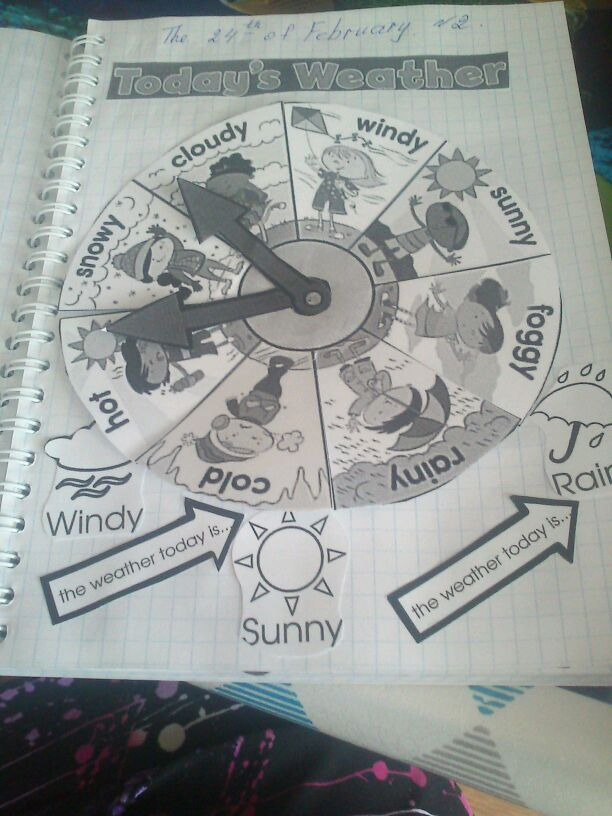 The 24th of February. №2.
Today's Weather
cloudy
windy
sunny
foggy
rainy
cold
hot
snowy
Windy
the weather today is...
Sunny
the weather today is...
Rain